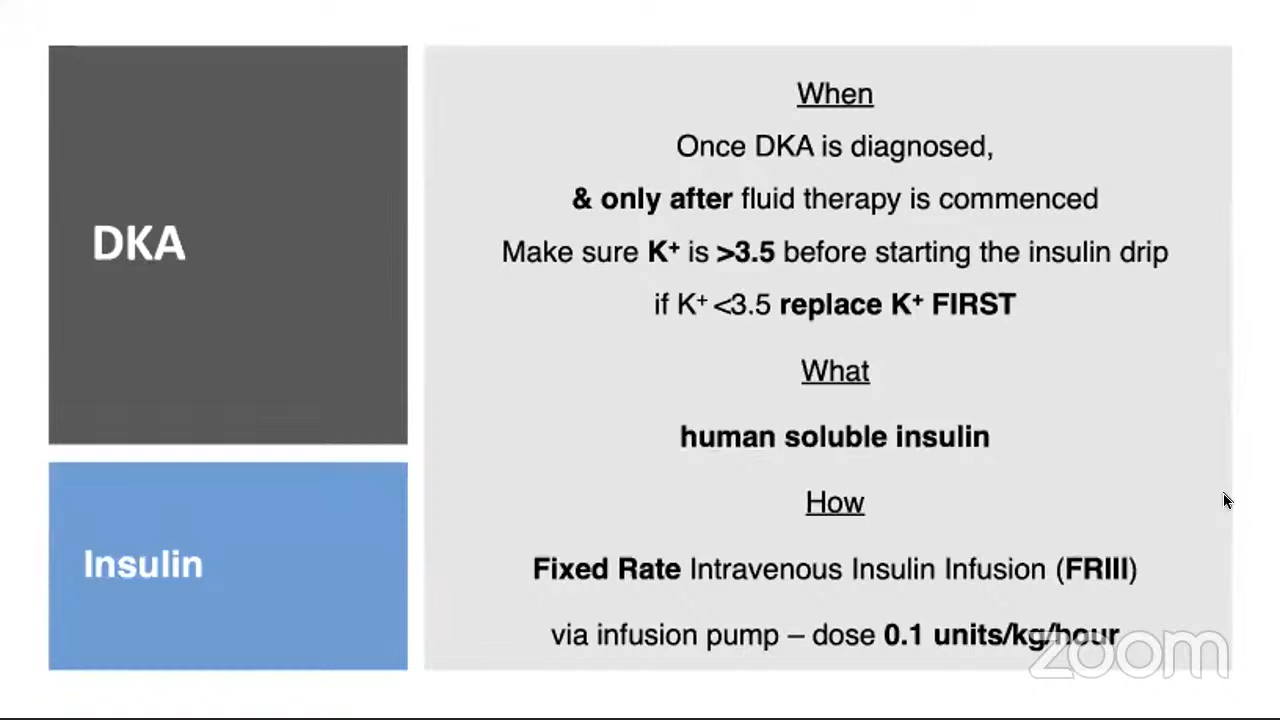 DKA
Insulin
When
Once DKA is diagnosed,
& only after fluid therapy is commenced
Make sure K⁺ is >3.5 before starting the insulin drip
if K⁺ <3.5 replace K⁺ FIRST
What
human soluble insulin
How
Fixed Rate Intravenous Insulin Infusion (FRIII)
via infusion pump – dose 0.1 units/kg/hour
zoom